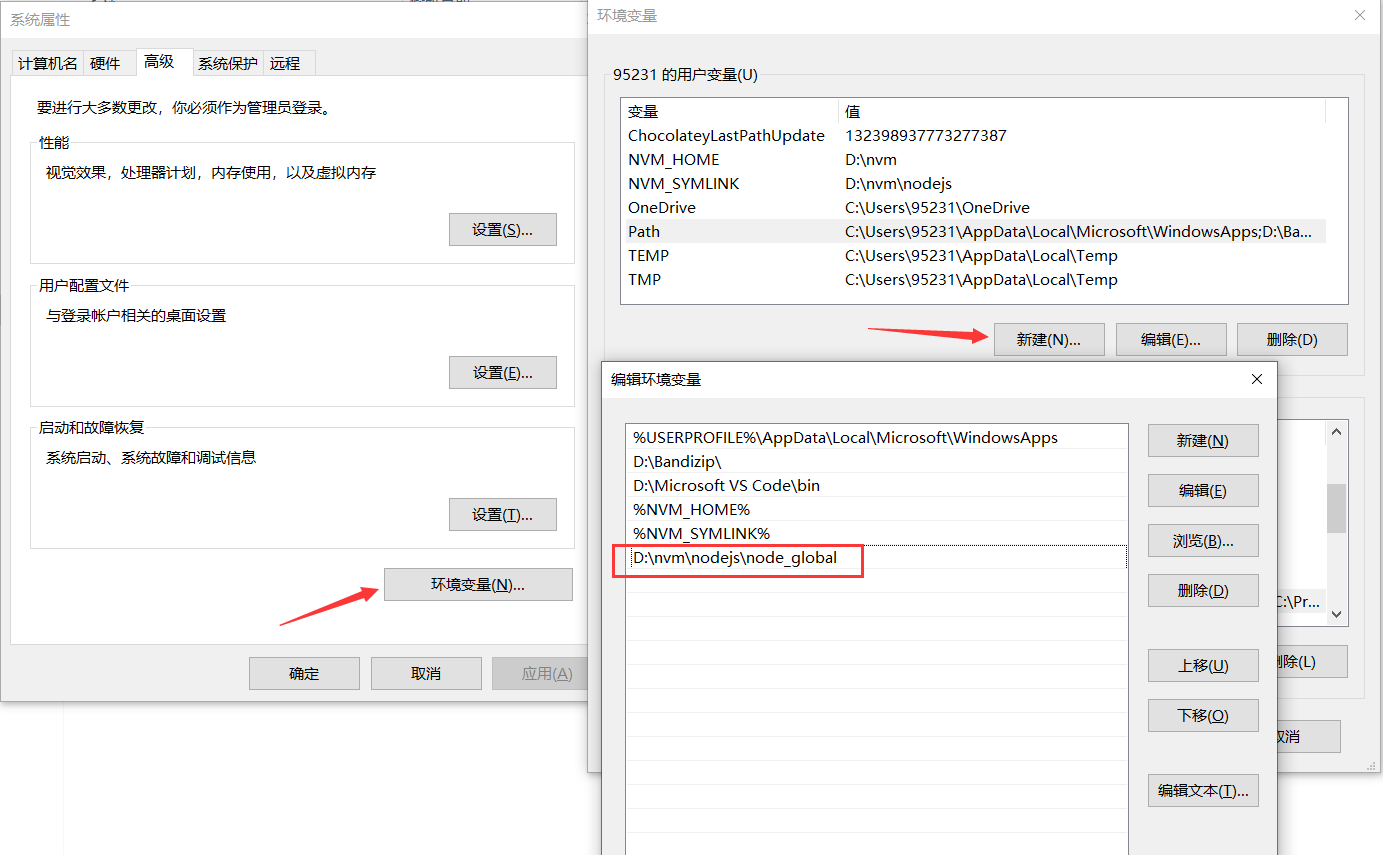 系统属性
计算机名
硬件
高级
系统保护
远程
要进行大多数更改，你必须作为管理员登录。
性能
视觉效果，处理器计划，内存使用，以及虚拟内存
设置(S)...
用户配置文件
与登录帐户相关的桌面设置
设置(E)...
启动和故障恢复
系统启动、系统故障和调试信息
设置(T)...
环境变量(N)...
确定
取消
应用(A)
环境变量
95231 的用户变量(U)
变量 值
ChocolateyLastPathUpdate 132398937773277387
NVM_HOME D:\nvm
NVM_SYMLINK D:\nvm\nodejs
OneDrive C:\Users\95231\OneDrive
Path C:\Users\95231\AppData\Local\Microsoft\WindowsApps;D:\Ba...
TEMP C:\Users\95231\AppData\Local\Temp
TMP C:\Users\95231\AppData\Local\Temp
新建(N)...
编辑(E)...
删除(D)
编辑环境变量
%USERPROFILE%\AppData\Local\Microsoft\WindowsApps
D:\Bandizip\
D:\Microsoft VS Code\bin
%NVM_HOME%
%NVM_SYMLINK%
D:\nvm\nodejs\node_global
新建(N)
编辑(E)
浏览(B)...
删除(D)
上移(U)
下移(O)
编辑文本(T)...
C:\Pr...
删除(L)
取消